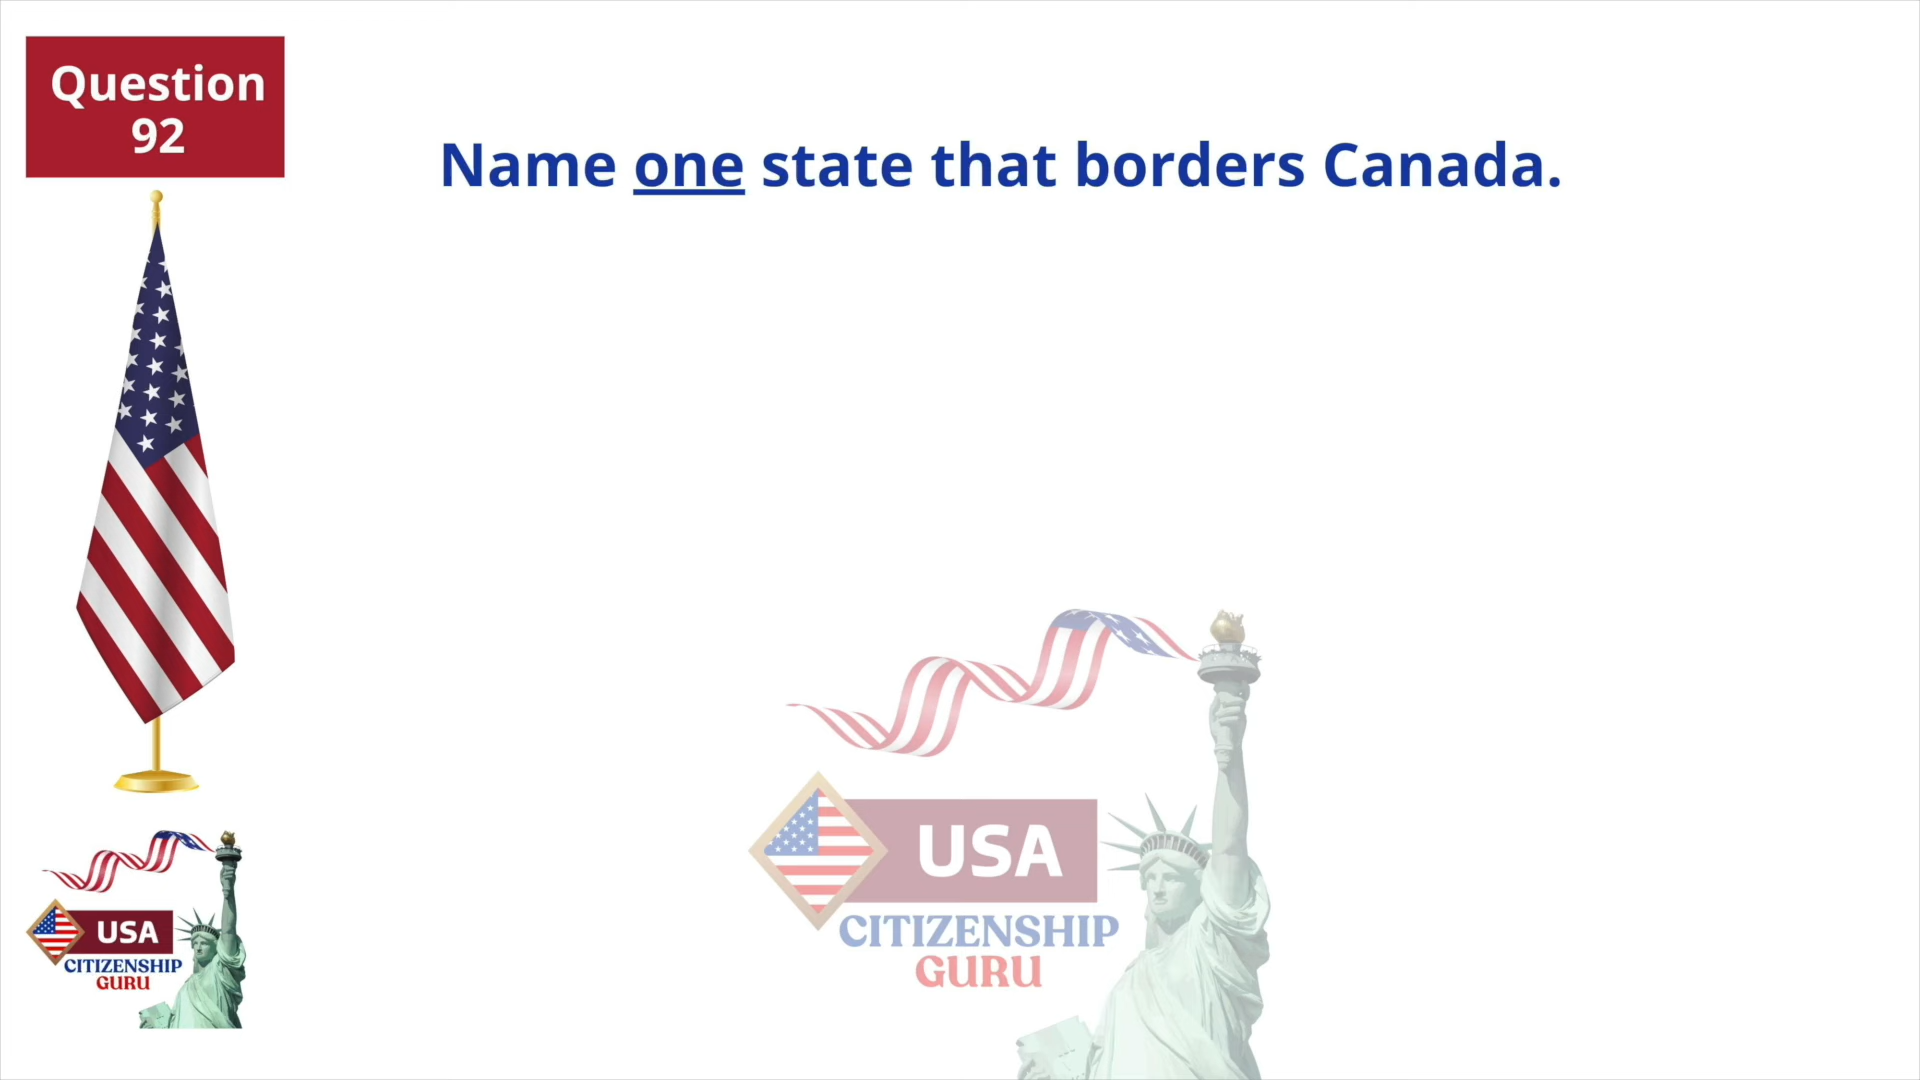 Question
92
Name one state that borders Canada.
USA
CITIZENSHIP
GURU
USA
CITIZENSHIP
GURU